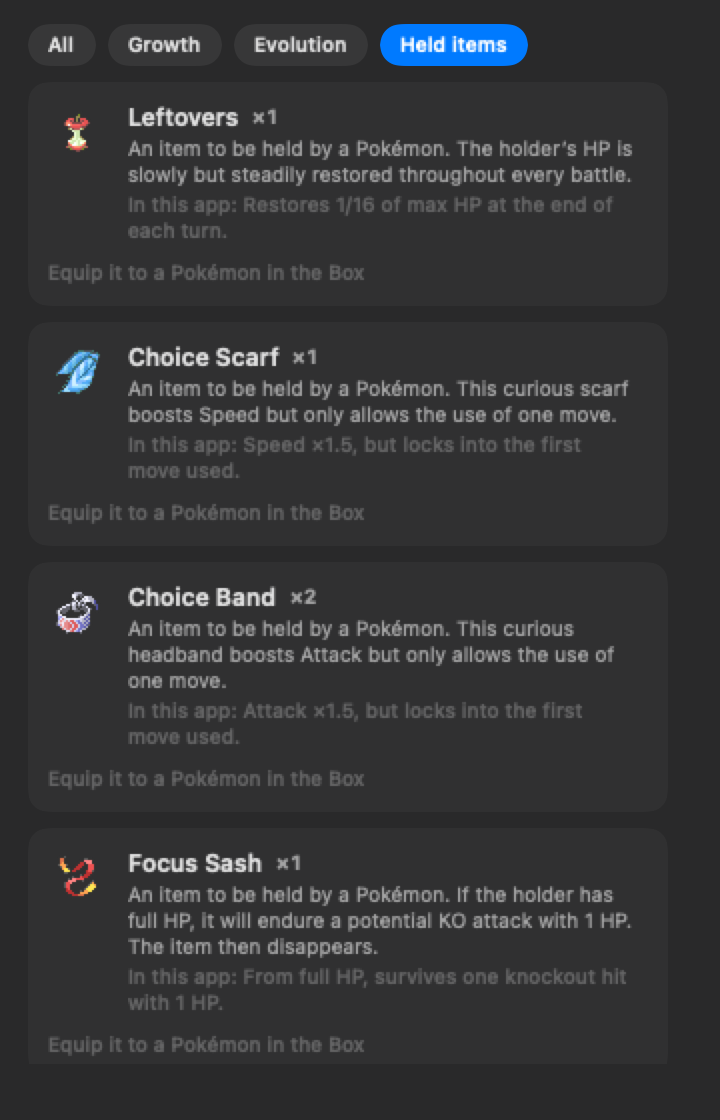 All Growth Evolution Held items
Leftovers ×1
An item to be held by a Pokémon. The holder’s HP is
slowly but steadily restored throughout every battle.
In this app: Restores 1/16 of max HP at the end of
each turn.
Equip it to a Pokémon in the Box
Choice Scarf ×1
An item to be held by a Pokémon. This curious scarf
boosts Speed but only allows the use of one move.
In this app: Speed ×1.5, but locks into the first
move used.
Equip it to a Pokémon in the Box
Choice Band ×2
An item to be held by a Pokémon. This curious
headband boosts Attack but only allows the use of
one move.
In this app: Attack ×1.5, but locks into the first
move used.
Equip it to a Pokémon in the Box
Focus Sash ×1
An item to be held by a Pokémon. If the holder has
full HP, it will endure a potential KO attack with 1 HP.
The item then disappears.
In this app: From full HP, survives one knockout hit
with 1 HP.
Equip it to a Pokémon in the Box